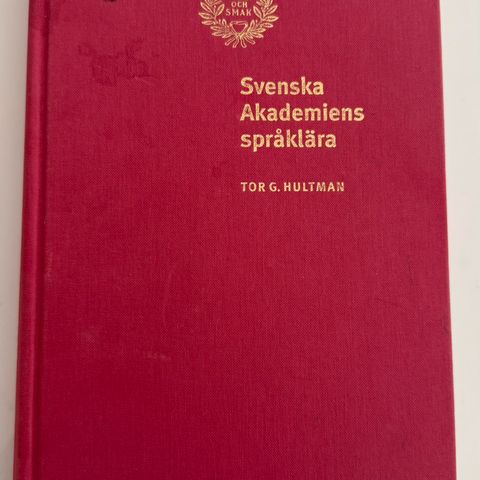 OCH
SMAK
Svenska
Akademiens
språklära
TOR G. HULTMAN